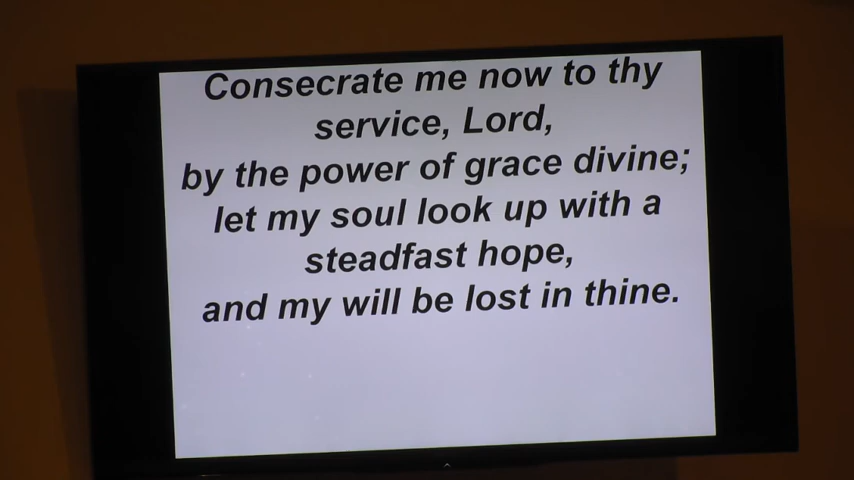 Consecrate me now to thy
service, Lord,
by the power of grace divine;
let my soul look up with a
steadfast hope,
and my will be lost in thine.